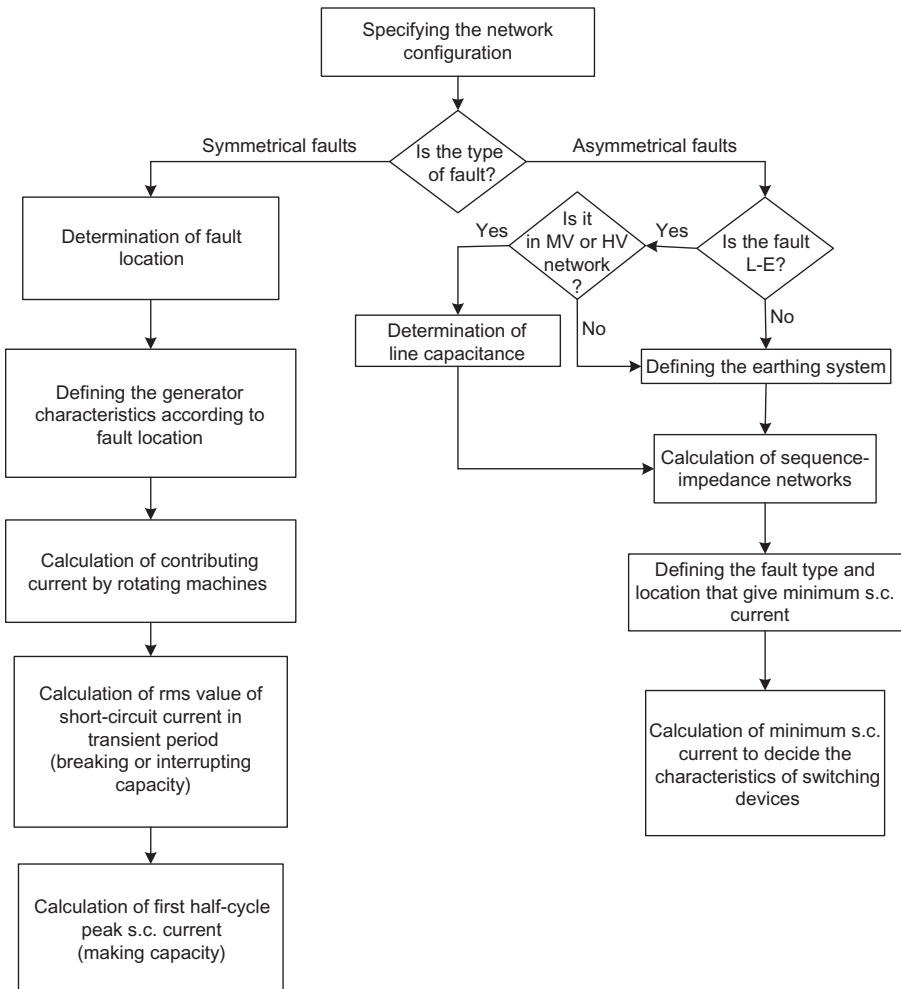 Specifying the network
configuration
Symmetrical faults
Is the type
of fault?
Asymmetrical faults
Determination of fault
location
Yes
Is it
in MV or HV
network
?
Yes
Is the fault
L-E?
No
No
Determination of
line capacitance
Defining the earthing system
Defining the generator
characteristics according to
fault location
Calculation of sequence-
impedance networks
Calculation of contributing
current by rotating machines
Defining the fault type and
location that give minimum s.c.
current
Calculation of rms value of
short-circuit current in
transient period
(breaking or interrupting
capacity)
Calculation of minimum s.c.
current to decide the
characteristics of switching
devices
Calculation of first half-cycle
peak s.c. current
(making capacity)